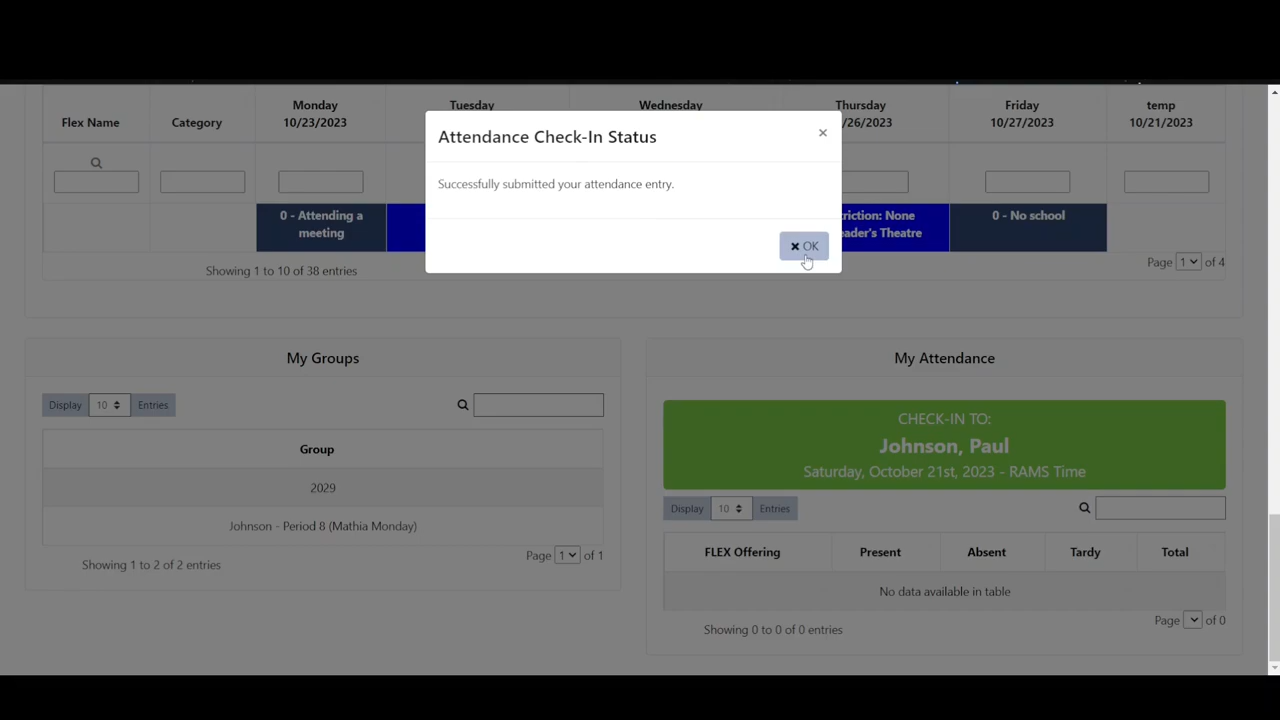 Monday Tuesday Wednesday Thursday Friday temp
Flex Name Category 10/23/2023 /26/2023 10/27/2023 10/21/2023
Attendance Check-In Status ×
Successfully submitted your attendance entry.
OK
0 - Attending a meeting
riction: None
eader's Theatre
0 - No school
Showing 1 to 10 of 38 entries
Page 1 of 4
My Groups
Display 10 Entries
Group
2029
Johnson - Period 8 (Mathia Monday)
Showing 1 to 2 of 2 entries
Page 1 of 1
My Attendance
CHECK-IN TO:
Johnson, Paul
Saturday, October 21st, 2023 - RAMS Time
Display 10 Entries
FLEX Offering Present Absent Tardy Total
No data available in table
Showing 0 to 0 of 0 entries
Page of 0